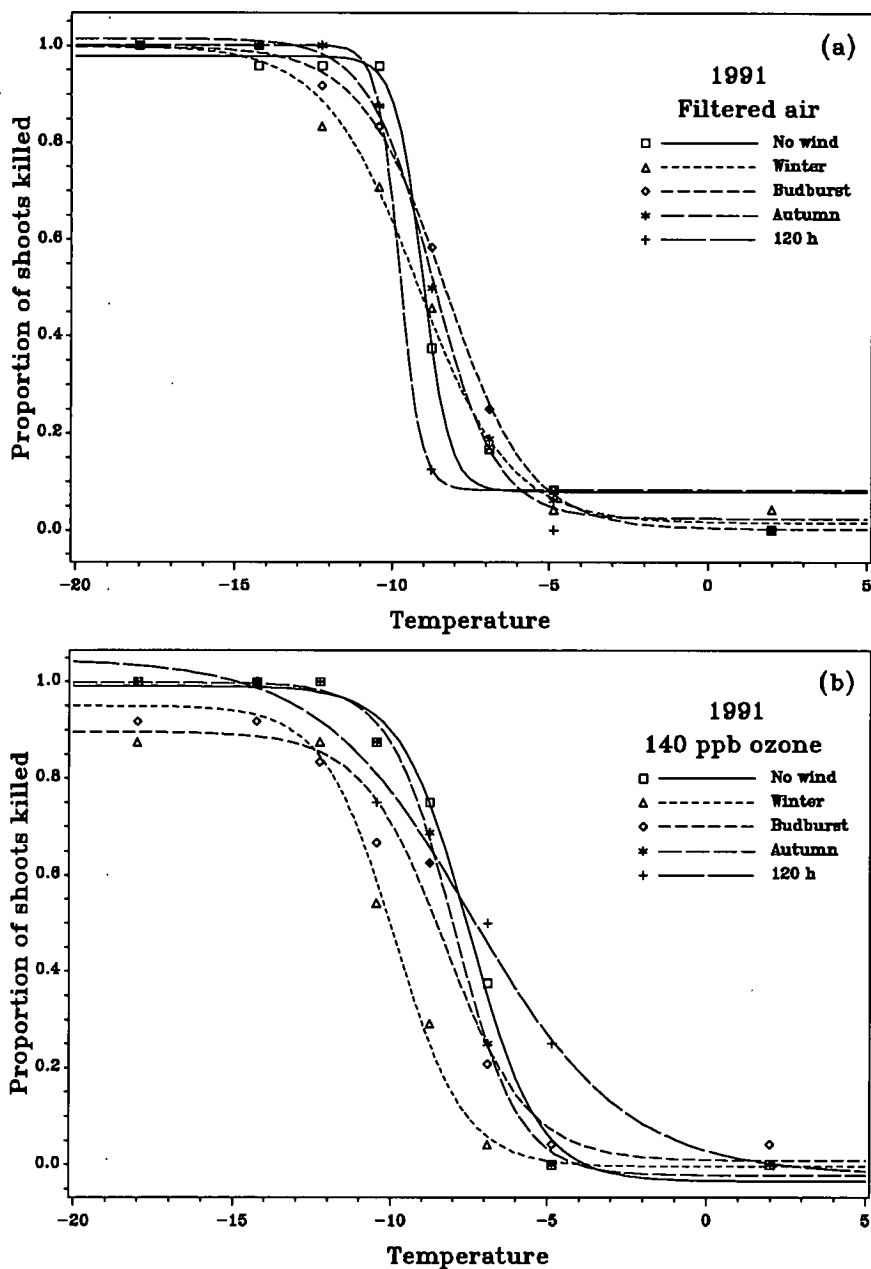 (a)
1991
Filtered air
No wind
Winter
Budburst
Autumn
120 h
Proportion of shoots killed
1.0
0.8
0.6
0.4
0.2
0.0
-20
-15
-10
-5
0
5
Temperature
(b)
1991
140 ppb ozone
No wind
Winter
Budburst
Autumn
120 h
Proportion of shoots killed
1.0
0.8
0.6
0.4
0.2
0.0
-20
-15
-10
-5
0
5
Temperature